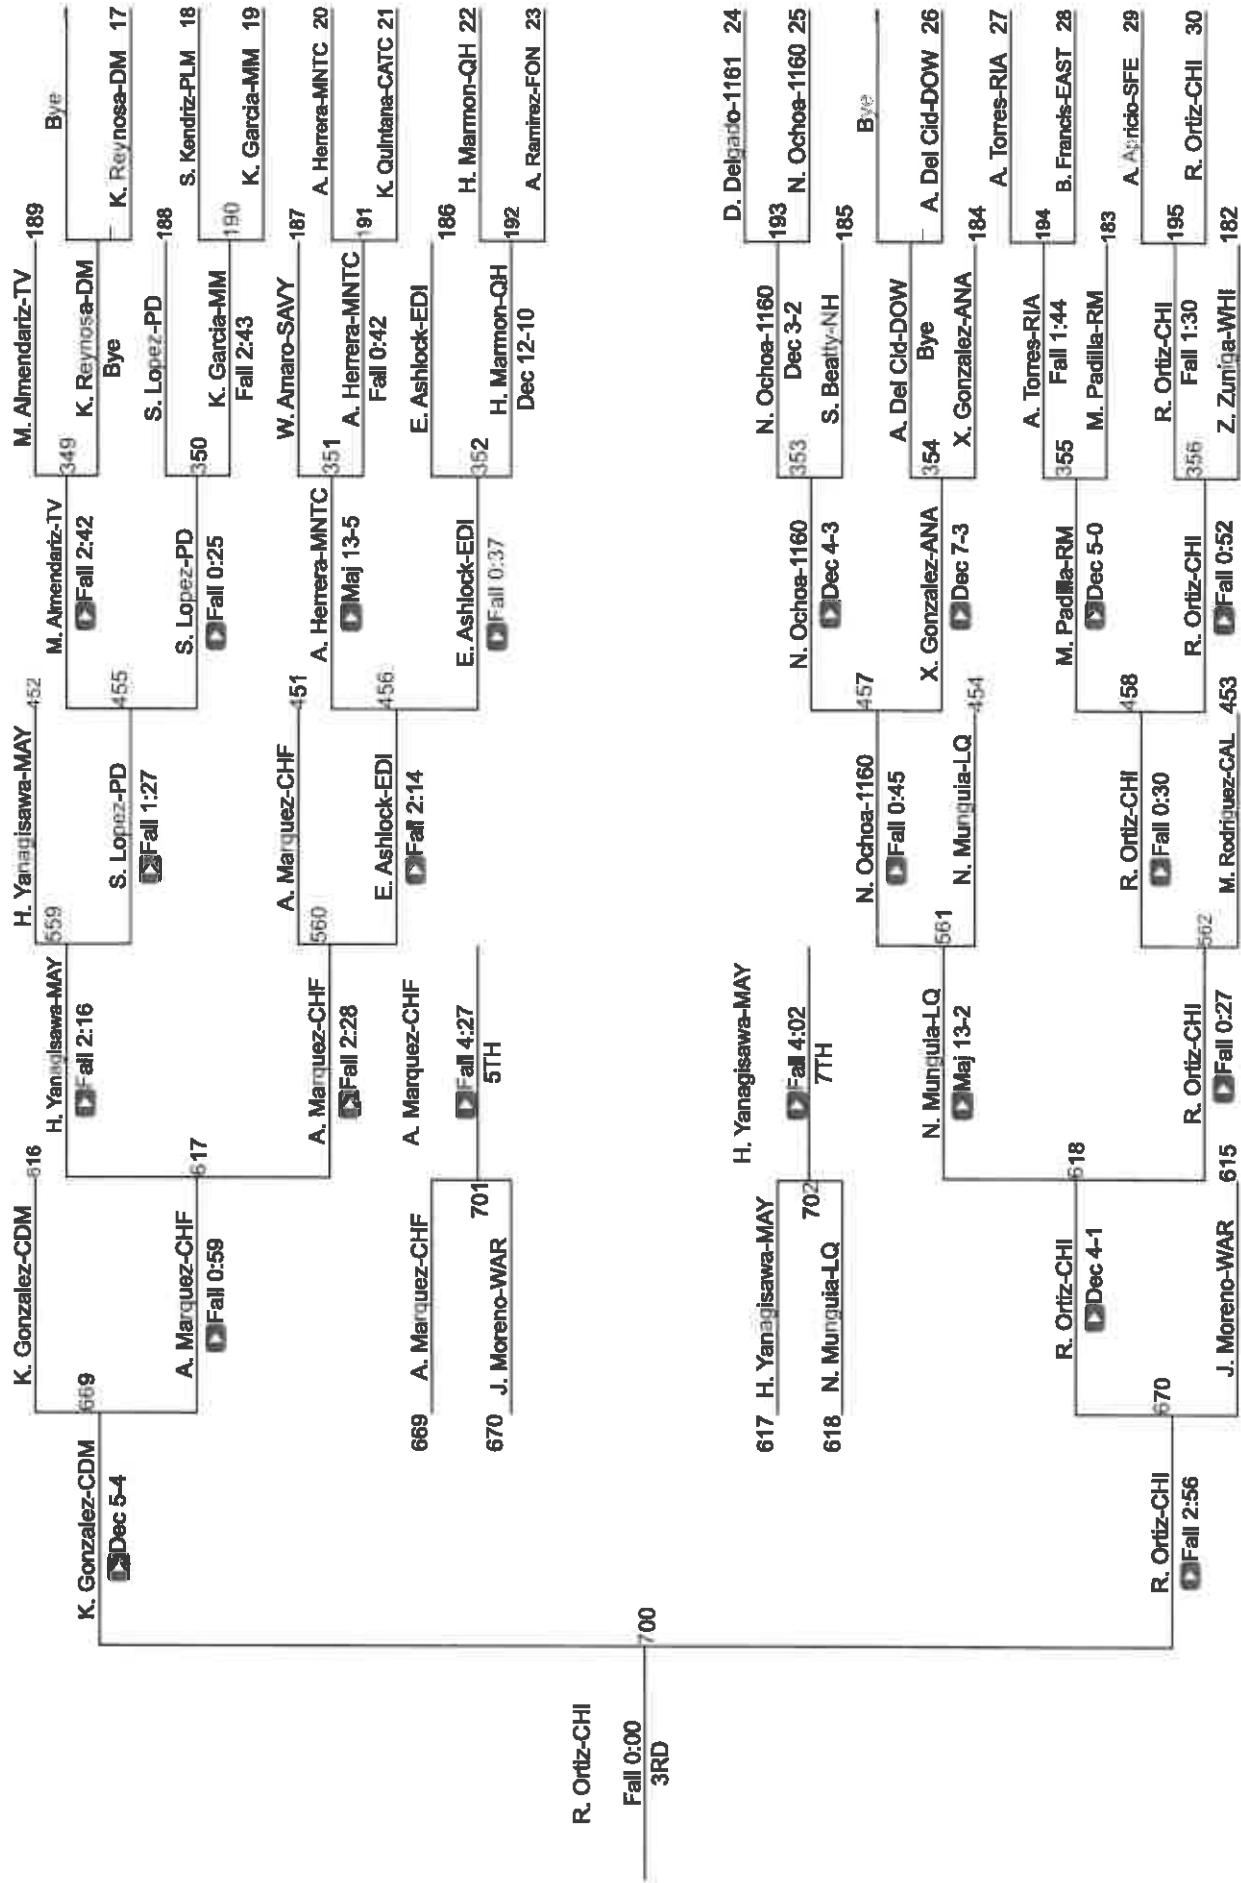 Bye
K. Reynosa-DM 17
S. Kendriz-PLM 18
K. Garcia-MM 19
A. Herrera-MNTC 20
K. Quintana-CATC 21
H. Marmon-QH 22
A. Ramirez-FON 23
D. Delgado-1161 24
N. Ochoa-1160 25
Bye
A. Del Cid-DOW 26
A. Torres-RIA 27
B. Francis-EAST 28
A. Apricio-SFE 29
R. Ortiz-CHI 30
M. Almendariz-TV 189
K. Reynosa-DM
Bye
S. Lopez-PD 188
K. Garcia-MM 190
Fall 2:43
W. Amaro-SAVY 187
A. Herrera-MNTC 191
Fall 0:42
E. Ashlock-EDI 186
H. Marmon-QH 192
Dec 12-10
N. Ochoa-1160 193
Dec 3-2
S. Beatty-NH 185
A. Del Cid-DOW
Bye
X. Gonzalez-ANA 184
A. Torres-RIA 194
Fall 1:44
M. Padilla-RM 183
R. Ortiz-CHI 195
Fall 1:30
Z. Zuniga-WHI 182
M. Almendariz-TV 349
Fall 2:42
S. Lopez-PD 350
Fall 0:25
A. Herrera-MNTC 351
Maj 13-5
E. Ashlock-EDI 352
Fall 0:37
N. Ochoa-1160 353
Dec 4-3
X. Gonzalez-ANA 354
Dec 7-3
M. Padilla-RM 355
Dec 5-0
R. Ortiz-CHI 356
Fall 0:52
H. Yanagisawa-MAY 452
S. Lopez-PD 455
Fall 1:27
A. Marquez-CHF 451
E. Ashlock-EDI 456
Fall 2:14
N. Ochoa-1160 457
Fall 0:45
N. Munguia-LQ 454
R. Ortiz-CHI 458
Fall 0:30
M. Rodriguez-CAL 453
H. Yanagisawa-MAY 559
Fall 2:16
A. Marquez-CHF 560
Fall 2:28
A. Marquez-CHF
Fall 4:27
5TH
H. Yanagisawa-MAY
Fall 4:02
7TH
N. Munguia-LQ 561
Maj 13-2
R. Ortiz-CHI 562
Fall 0:27
K. Gonzalez-CDM 616
A. Marquez-CHF 617
Fall 0:59
669 A. Marquez-CHF
701
670 J. Moreno-WAR
617 H. Yanagisawa-MAY
702
618 N. Munguia-LQ
R. Ortiz-CHI 618
Dec 4-1
J. Moreno-WAR 615
K. Gonzalez-CDM 669
Dec 5-4
R. Ortiz-CHI 670
Fall 2:56
R. Ortiz-CHI 700
Fall 0:00
3RD